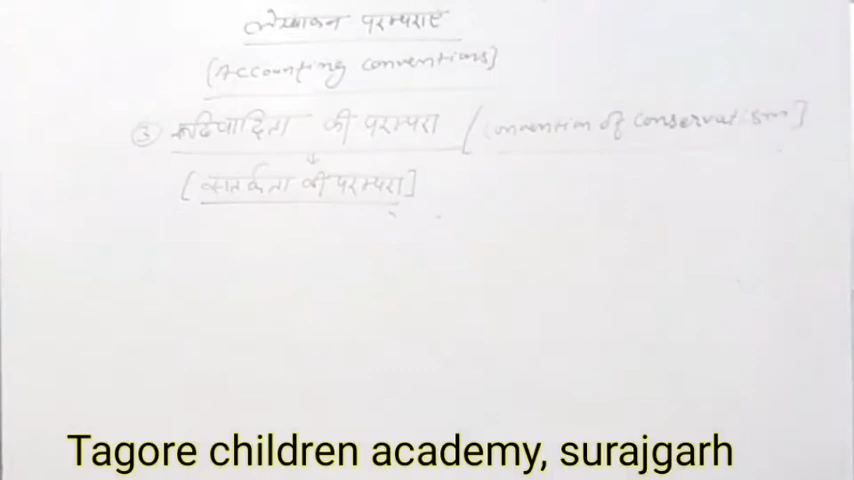 लेखांकन परम्पराएँ
(Accounting conventions]
③ रूढिवादिता की परम्परा [Convention of conservatism]
↓
[सतर्कता की परम्परा]
Tagore children academy, surajgarh